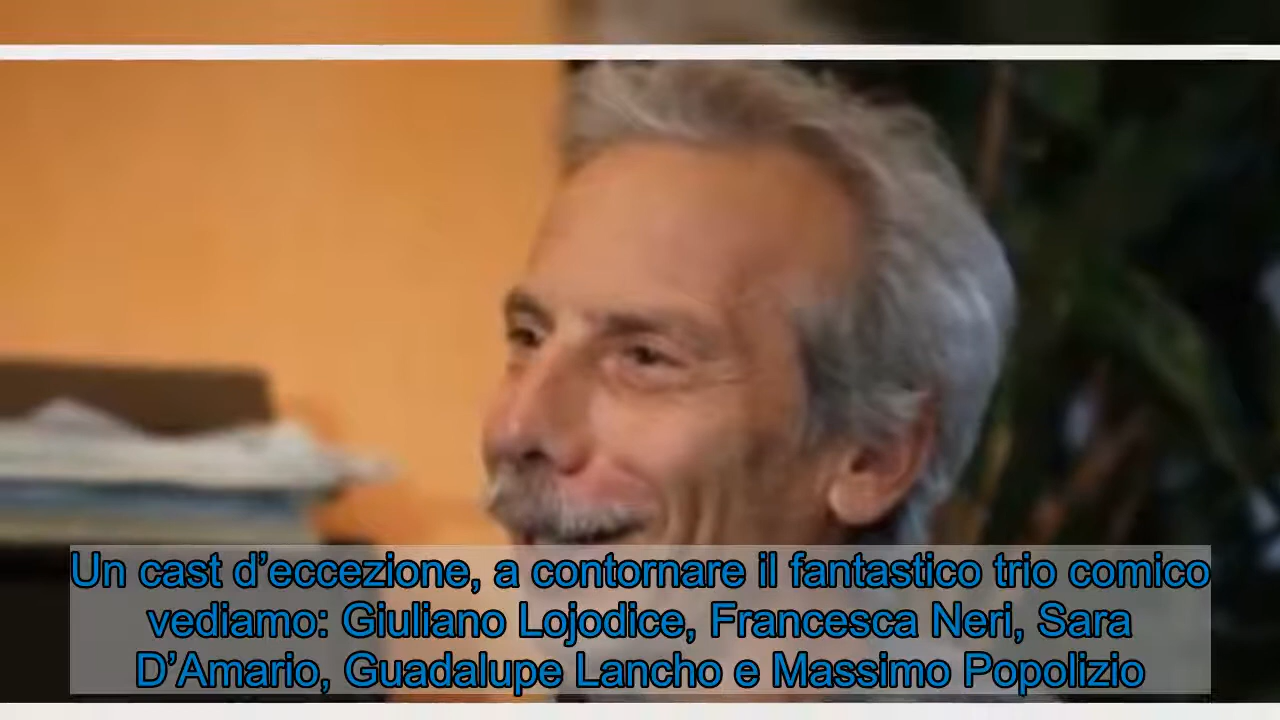 Un cast d’eccezione, a contornare il fantastico trio comico
vediamo: Giuliano Lojodice, Francesca Neri, Sara
D’Amario, Guadalupe Lancho e Massimo Popolizio